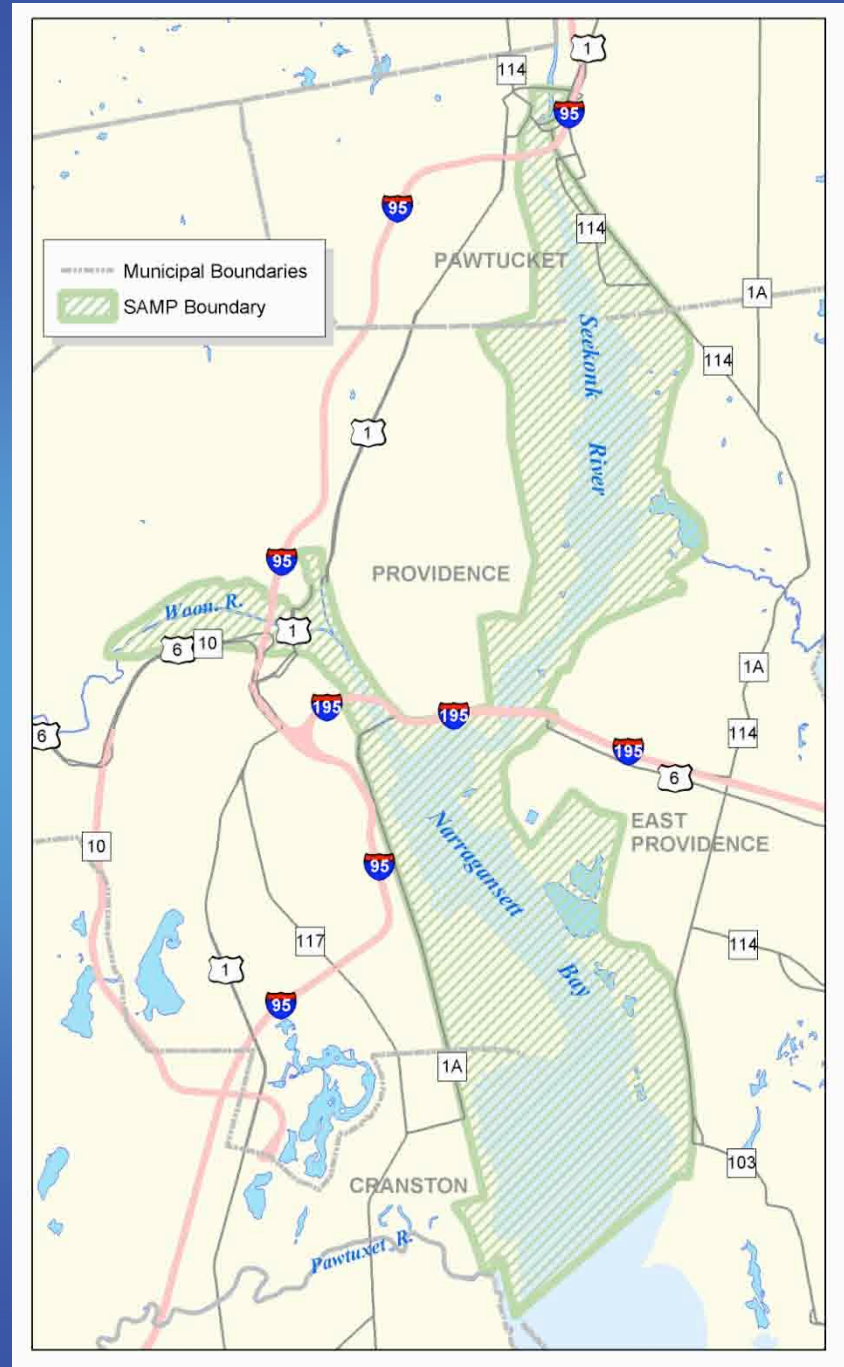 1
114
95
95
114
PAWTUCKET
Municipal Boundaries
SAMP Boundary
1A
Seekonk
River
114
1
95
PROVIDENCE
Woon. R.
1
6
10
1A
195
195
114
6
195
6
Narragansett
Bay
EAST
PROVIDENCE
10
95
117
114
1
95
1A
103
CRANSTON
Pawtuxet R.